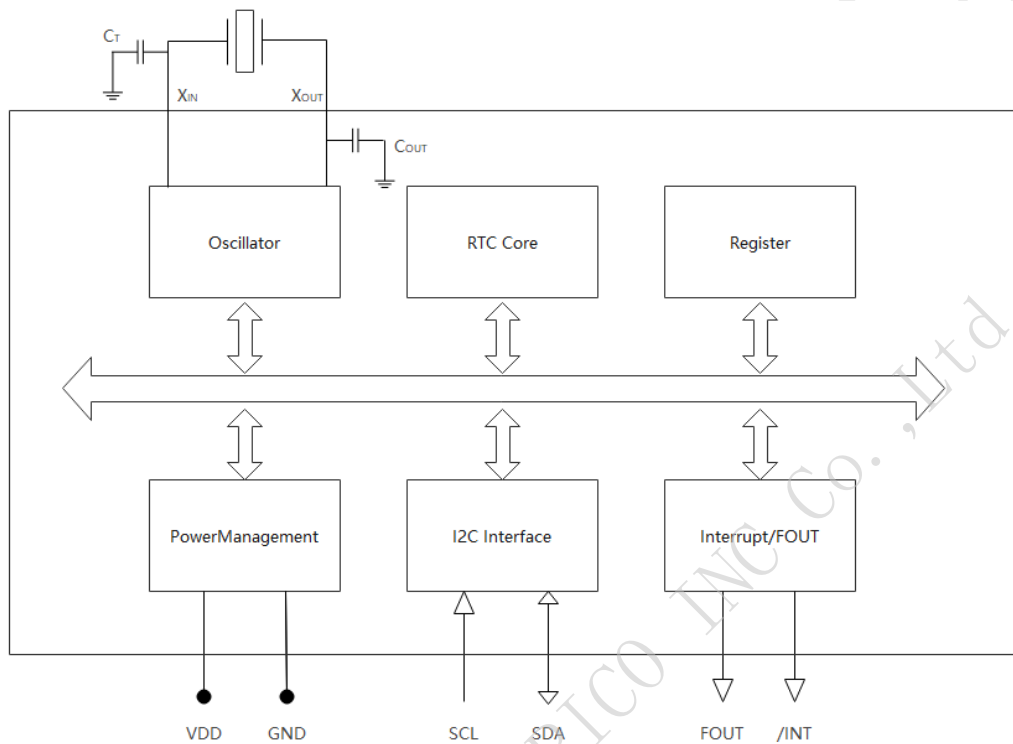 CT
XIN
XOUT
COUT
Oscillator
RTC Core
Register
PowerManagement
I2C Interface
Interrupt/FOUT
VDD
GND
SCL
SDA
FOUT
/INT
PICO INC Co.,Ltd